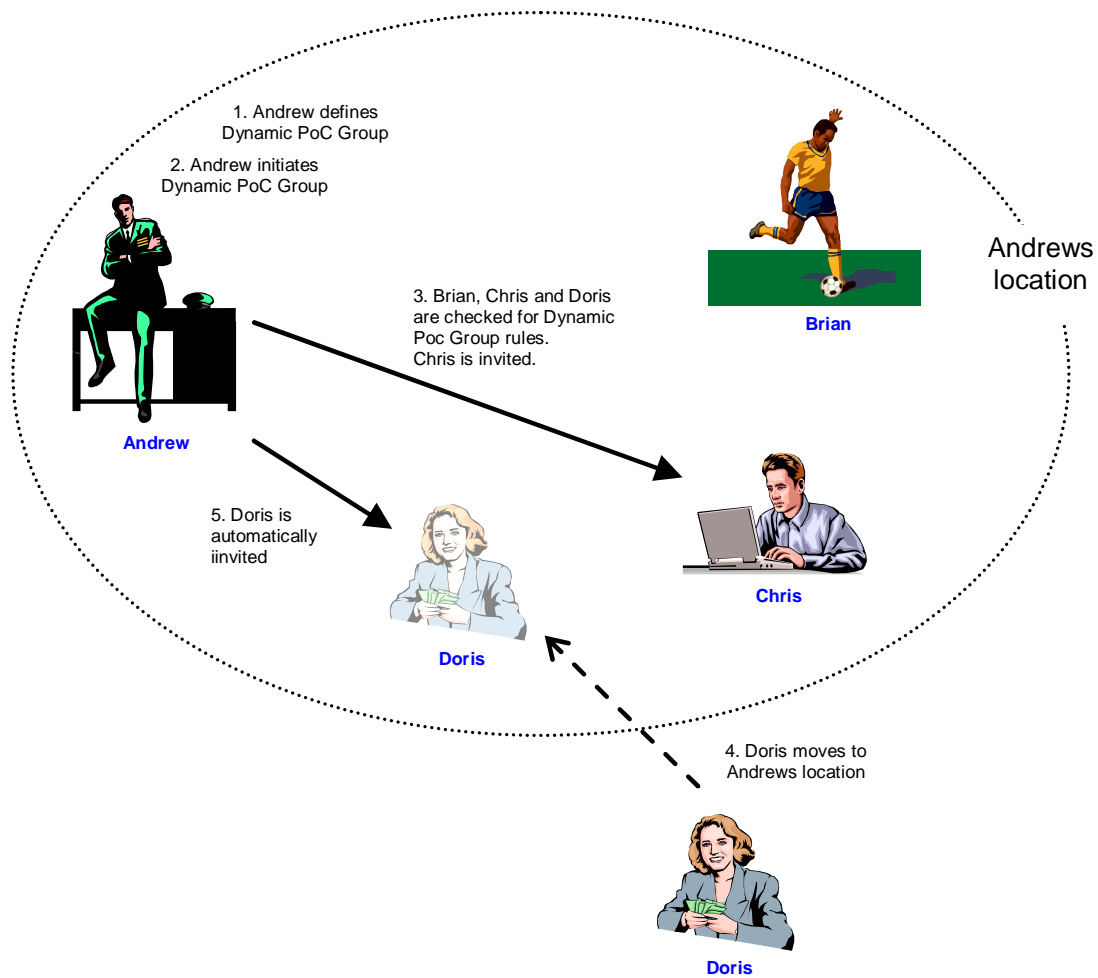 1. Andrew defines
Dynamic PoC Group
2. Andrew initiates
Dynamic PoC Group
Andrews
location
3. Brian, Chris and Doris
are checked for Dynamic
Poc Group rules.
Chris is invited.
Brian
Andrew
5. Doris is
automatically
iinvited
Chris
Doris
4. Doris moves to
Andrews location
Doris